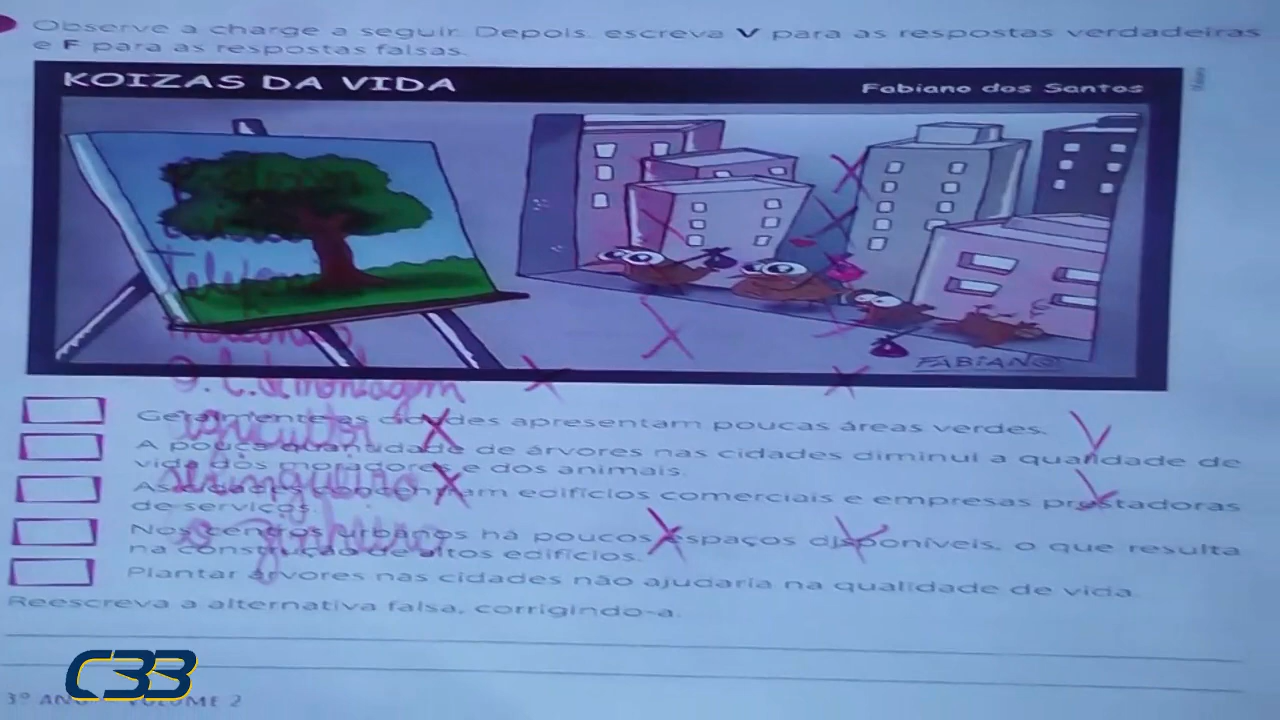 Observe a charge a seguir. Depois, escreva V para as respostas verdadeiras
e F para as respostas falsas.
KOIZAS DA VIDA
Fabiano dos Santos
FABIANO
Geralmente as cidades apresentam poucas áreas verdes.
A pouca quantidade de árvores nas cidades diminui a qualidade de
vida dos moradores e dos animais.
As cidades concentram edifícios comerciais e empresas prestadoras
de serviços.
Nos centros urbanos há poucos espaços disponíveis, o que resulta
na construção de altos edifícios.
Plantar árvores nas cidades não ajudaria na qualidade de vida.
Reescreva a alternativa falsa, corrigindo-a.
C33
3º ANO VOLUME 2